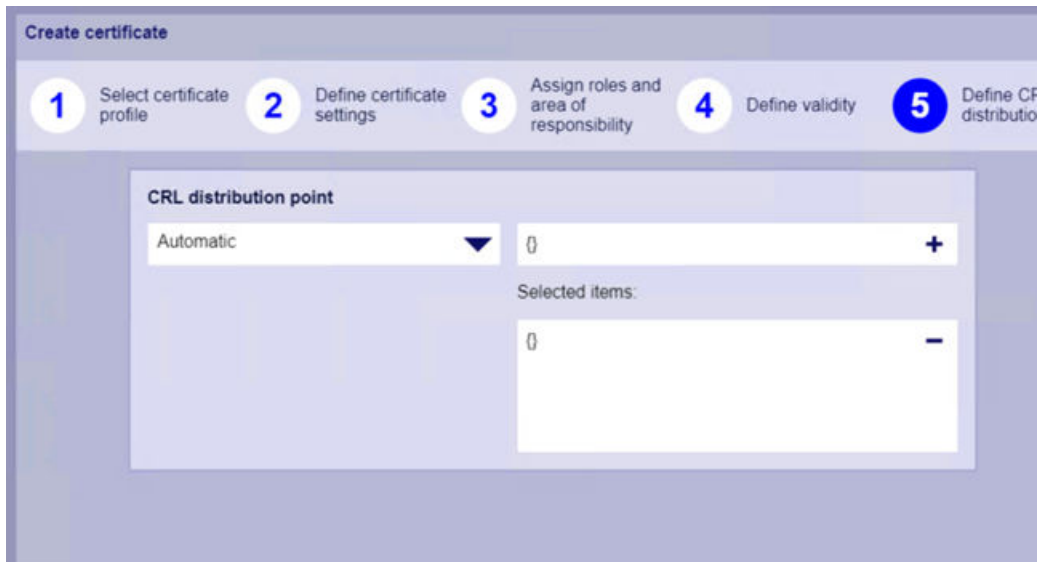 Create certificate
1
Select certificate
profile
2
Define certificate
settings
3
Assign roles and
area of
responsibility
4
Define validity
5
Define
CRL distribution point
Automatic
{}
+
Selected items:
{}
-